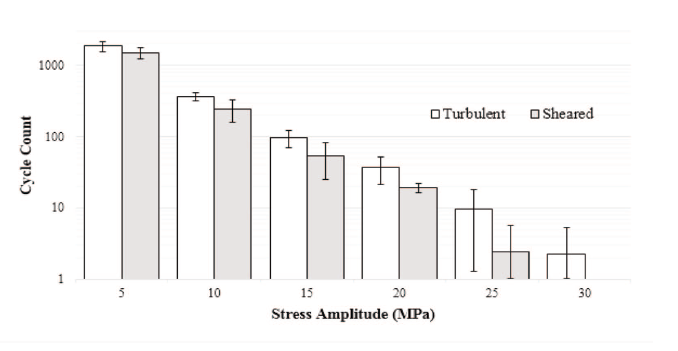 1000
100
10
1
Cycle Count
Turbulent Sheared
5 10 15 20 25 30
Stress Amplitude (MPa)